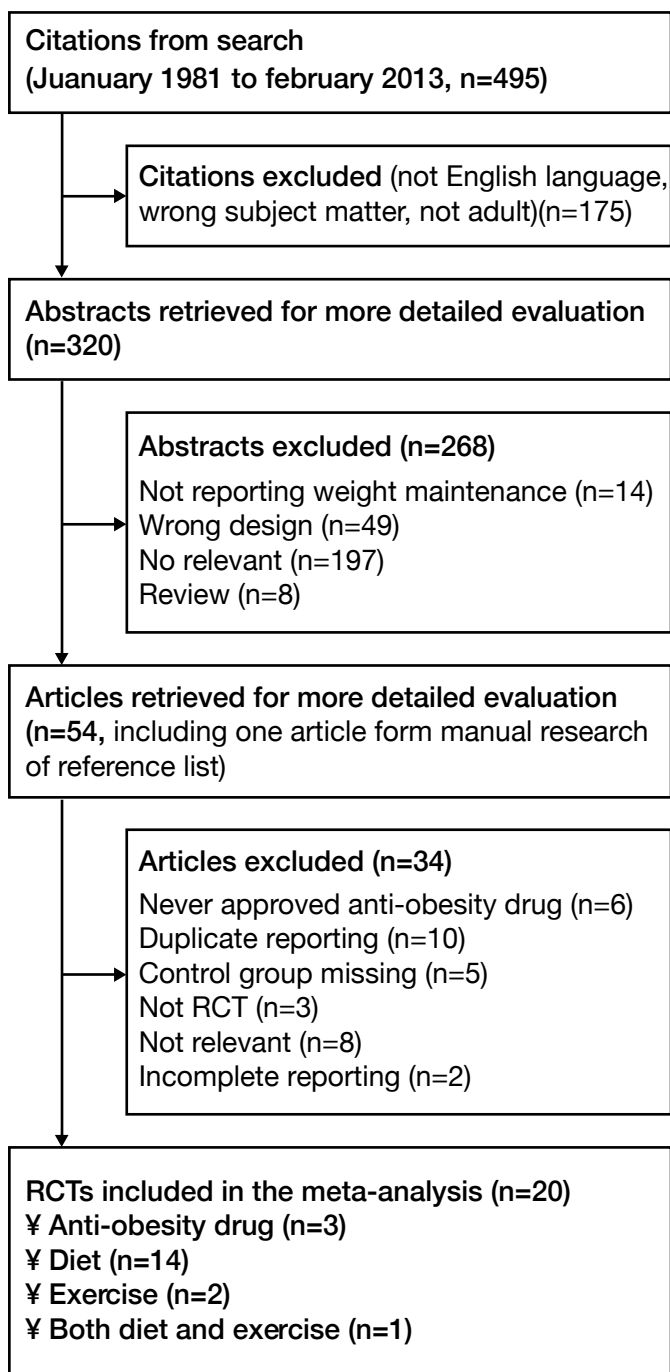 Citations from search
(Juanuary 1981 to february 2013, n=495)
Citations excluded (not English language,
wrong subject matter, not adult)(n=175)
Abstracts retrieved for more detailed evaluation
(n=320)
Abstracts excluded (n=268)
Not reporting weight maintenance (n=14)
Wrong design (n=49)
No relevant (n=197)
Review (n=8)
Articles retrieved for more detailed evaluation
(n=54, including one article form manual research
of reference list)
Articles excluded (n=34)
Never approved anti-obesity drug (n=6)
Duplicate reporting (n=10)
Control group missing (n=5)
Not RCT (n=3)
Not relevant (n=8)
Incomplete reporting (n=2)
RCTs included in the meta-analysis (n=20)
¥ Anti-obesity drug (n=3)
¥ Diet (n=14)
¥ Exercise (n=2)
¥ Both diet and exercise (n=1)